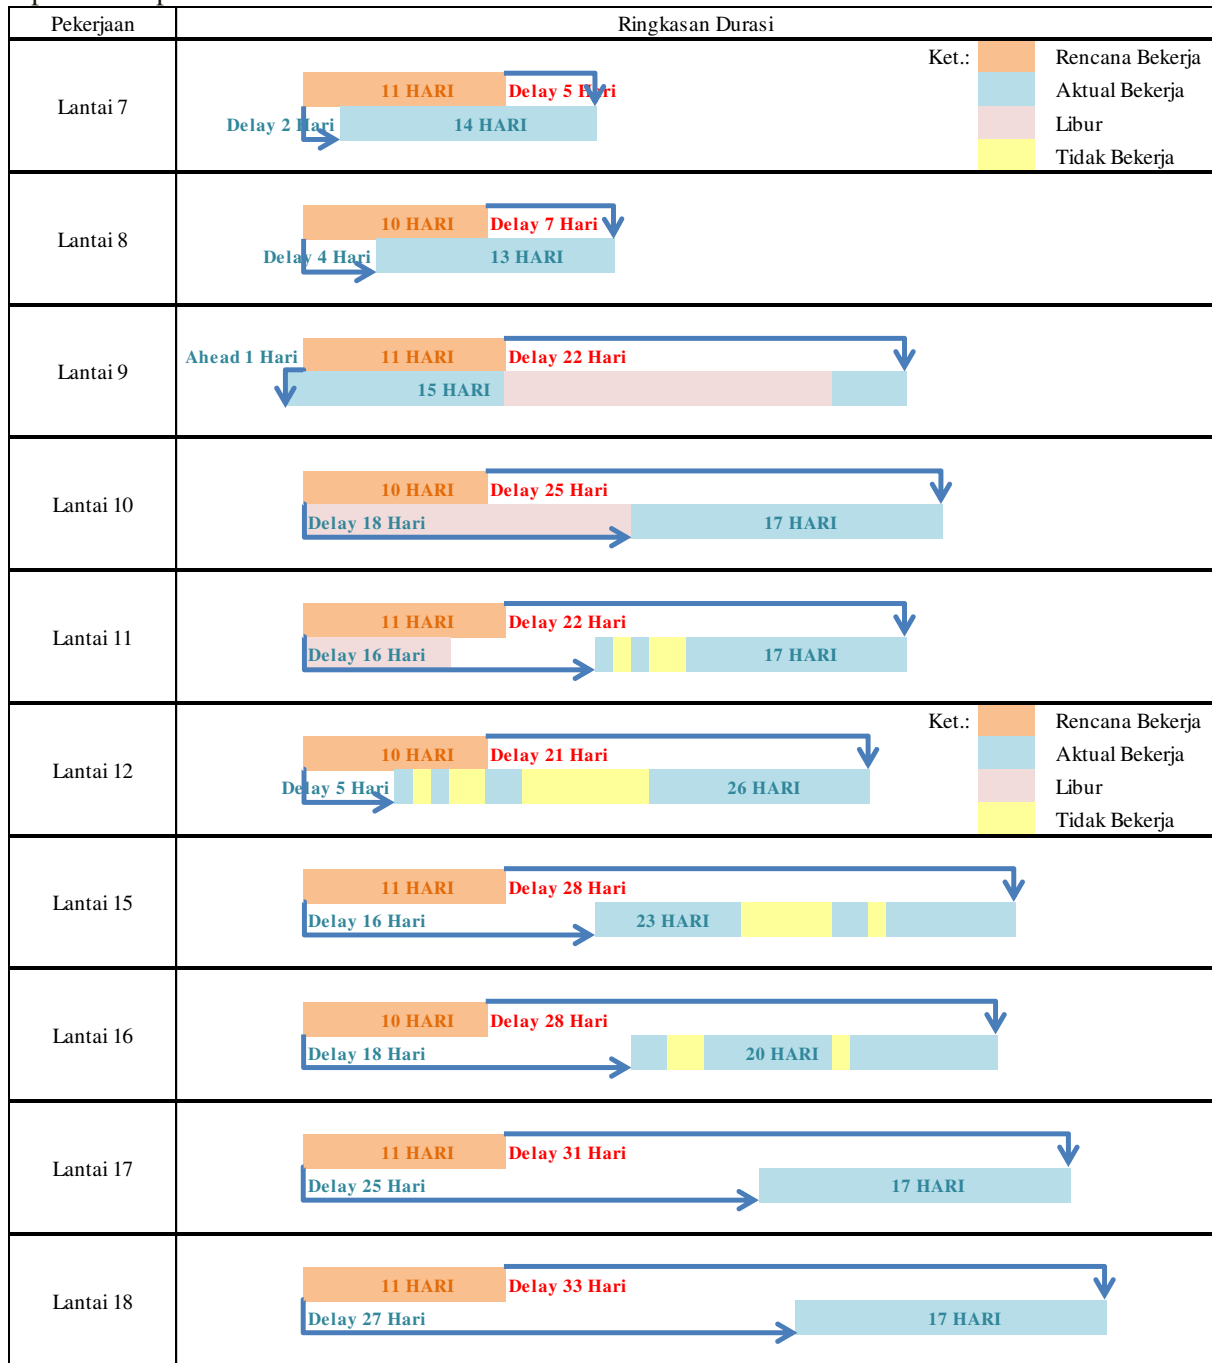 Pekerjaan Ringkasan Durasi
Ket.: Rencana Bekerja
11 HARI Delay 5 Hari Aktual Bekerja
Lantai 7
Delay 2 Hari 14 HARI Libur
Tidak Bekerja
10 HARI Delay 7 Hari
Lantai 8
Delay 4 Hari 13 HARI
Ahead 1 Hari 11 HARI Delay 22 Hari
Lantai 9
15 HARI
10 HARI Delay 25 Hari
Lantai 10
Delay 18 Hari 17 HARI
11 HARI Delay 22 Hari
Lantai 11
Delay 16 Hari 17 HARI
Ket.: Rencana Bekerja
10 HARI Delay 21 Hari Aktual Bekerja
Lantai 12
Delay 5 Hari 26 HARI Libur
Tidak Bekerja
11 HARI Delay 28 Hari
Lantai 15
Delay 16 Hari 23 HARI
10 HARI Delay 28 Hari
Lantai 16
Delay 18 Hari 20 HARI
11 HARI Delay 31 Hari
Lantai 17
Delay 25 Hari 17 HARI
11 HARI Delay 33 Hari
Lantai 18
Delay 27 Hari 17 HARI